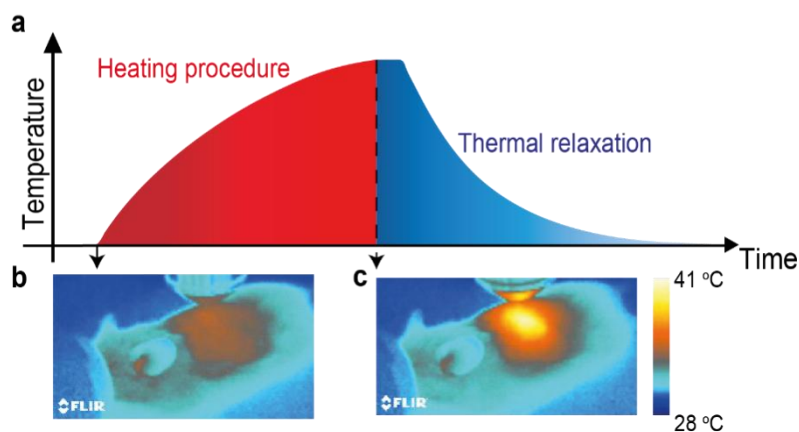 a
Temperature
Heating procedure
Thermal relaxation
Time
b
c
FLIR
FLIR
41 °C
28 °C